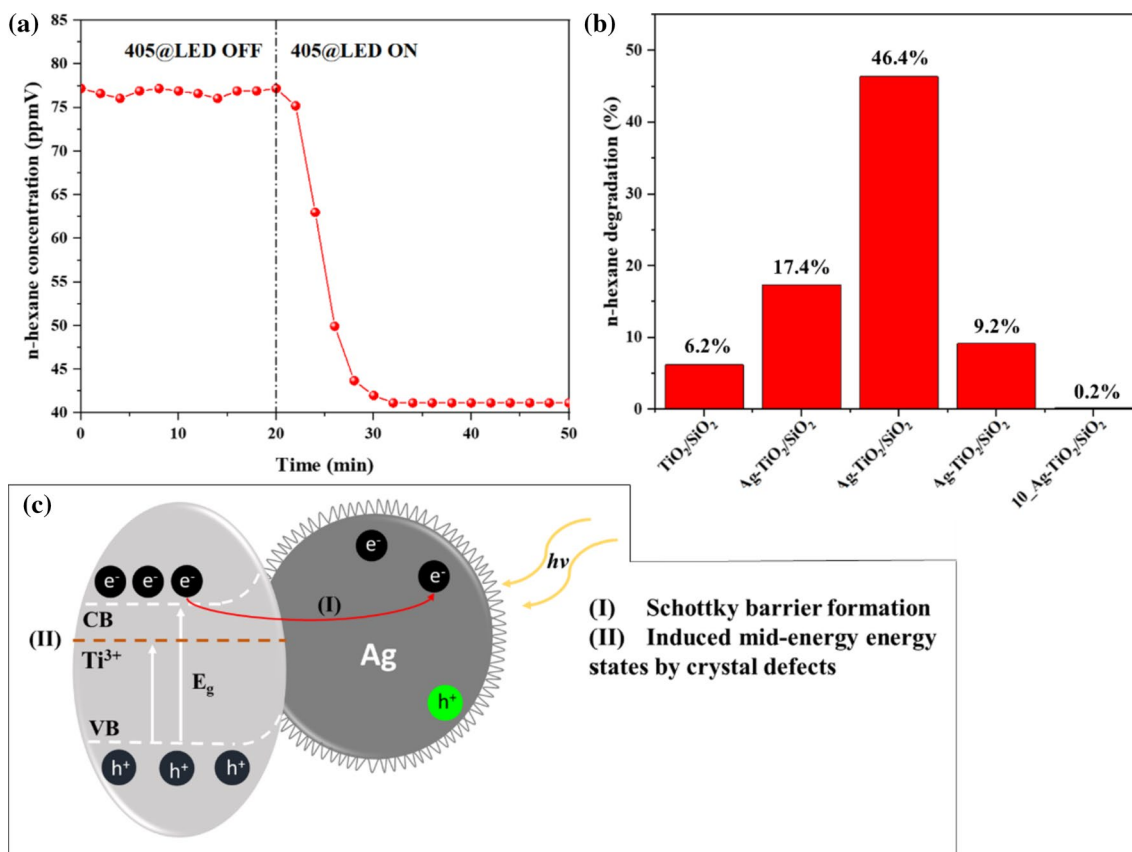 (a)
85
80
75
70
65
60
55
50
45
40
n-hexane concentration (ppmV)
405@LED OFF
405@LED ON
0
10
20
30
40
50
Time (min)
(b)
50
40
30
20
10
0
n-hexane degradation (%)
6.2%
17.4%
46.4%
9.2%
0.2%
TiO₂/SiO₂
Ag-TiO₂/SiO₂
Ag-TiO₂/SiO₂
Ag-TiO₂/SiO₂
10_Ag-TiO₂/SiO₂
(c)
e⁻ e⁻ e⁻
CB
(II)
Ti³⁺
E_g
VB
h⁺ h⁺ h⁺
(I)
e⁻
e⁻
Ag
h⁺
hν
(I) Schottky barrier formation
(II) Induced mid-energy energy
states by crystal defects